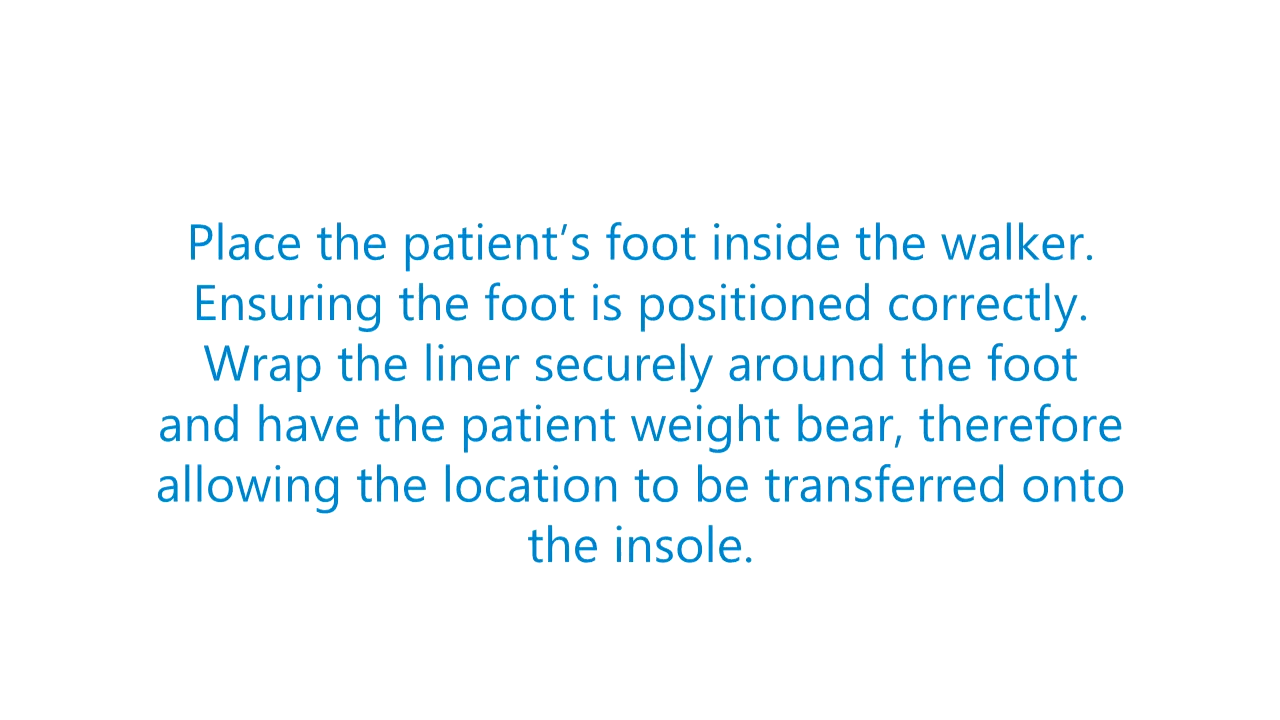 Place the patient’s foot inside the walker.
Ensuring the foot is positioned correctly.
Wrap the liner securely around the foot
and have the patient weight bear, therefore
allowing the location to be transferred onto
the insole.